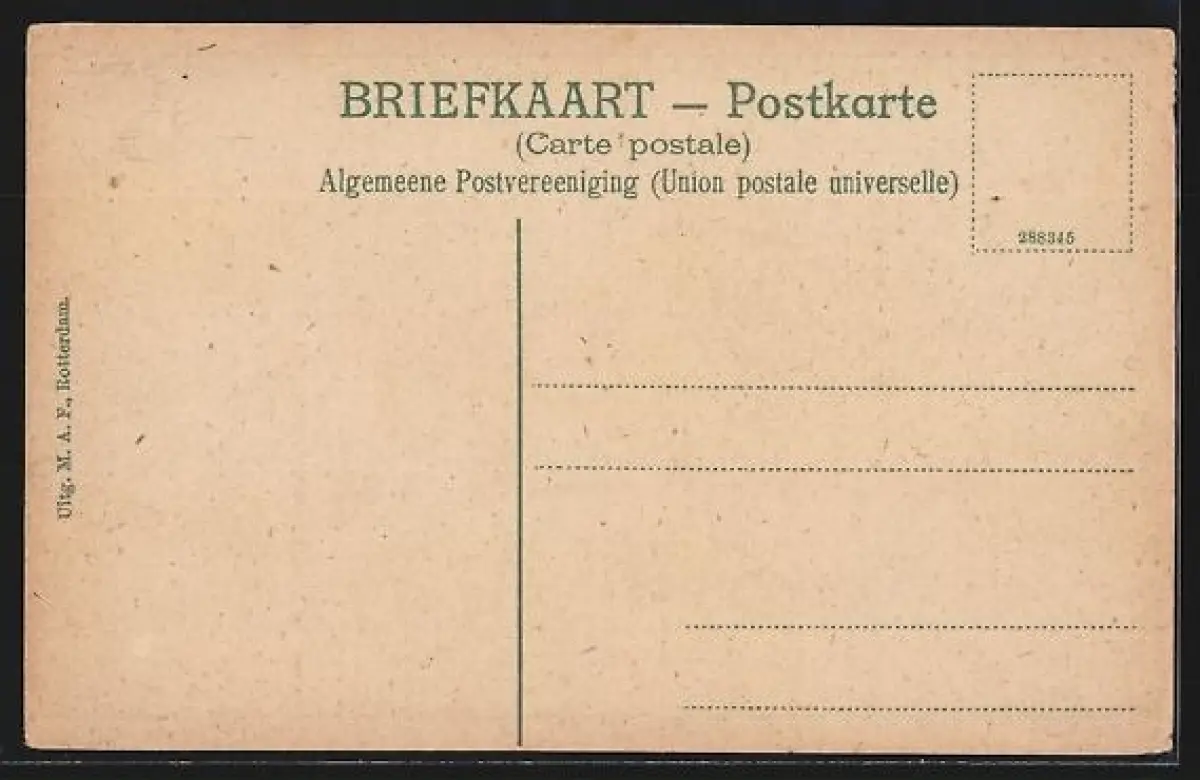 BRIEFKAART — Postkarte
(Carte postale)
Algemeene Postvereeniging (Union postale universelle)
288345
Uitg. M. A. F., Rotterdam.